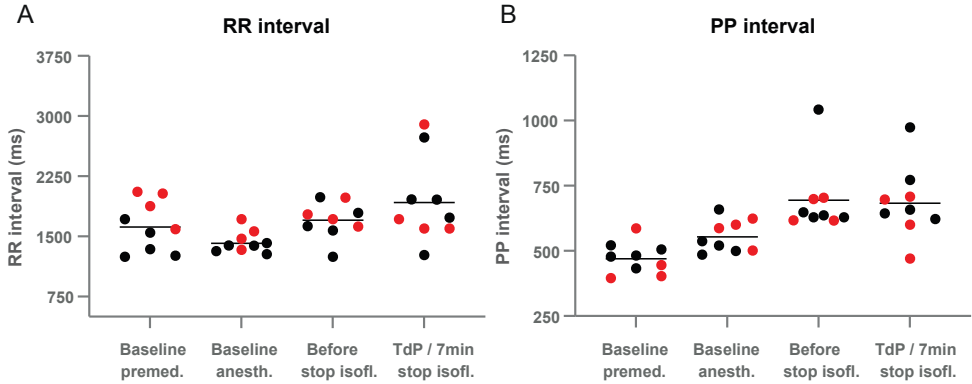 A
RR interval
RR interval (ms)
3750
3000
2250
1500
750
Baseline
premed.
Baseline
anesth.
Before
stop isofl.
TdP / 7min
stop isofl.
B
PP interval
PP interval (ms)
1250
1000
750
500
250
Baseline
premed.
Baseline
anesth.
Before
stop isofl.
TdP / 7min
stop isofl.